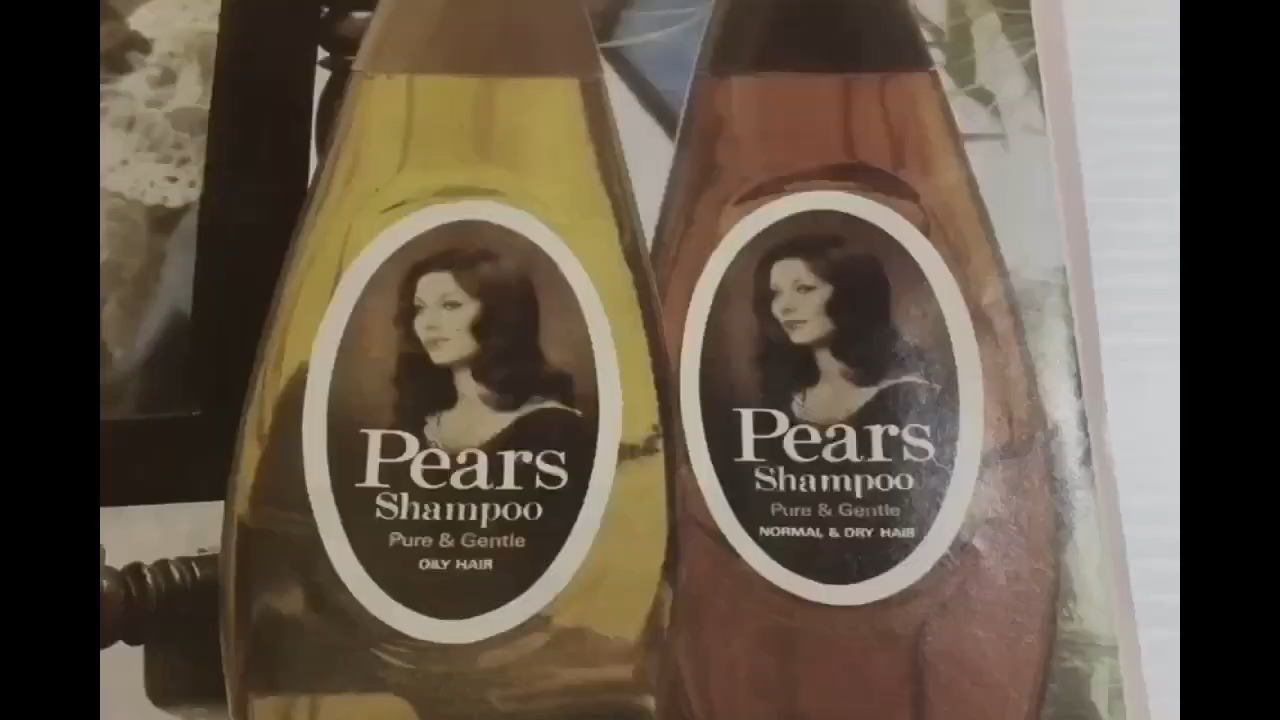 Pears
Shampoo
Pure & Gentle
OILY HAIR
Pears
Shampoo
Pure & Gentle
NORMAL & DRY HAIR